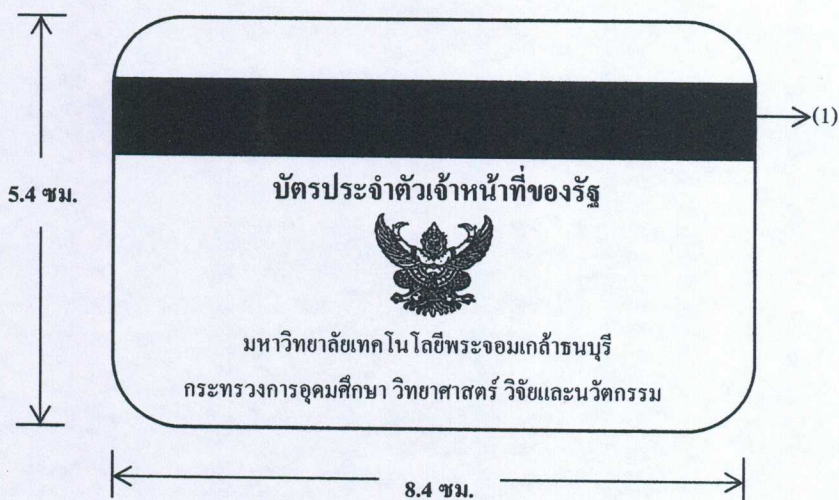 (1)
5.4 ซม.
บัตรประจำตัวเจ้าหน้าที่ของรัฐ
มหาวิทยาลัยเทคโนโลยีพระจอมเกล้าธนบุรี
กระทรวงการอุดมศึกษา วิทยาศาสตร์ วิจัยและนวัตกรรม
8.4 ซม.